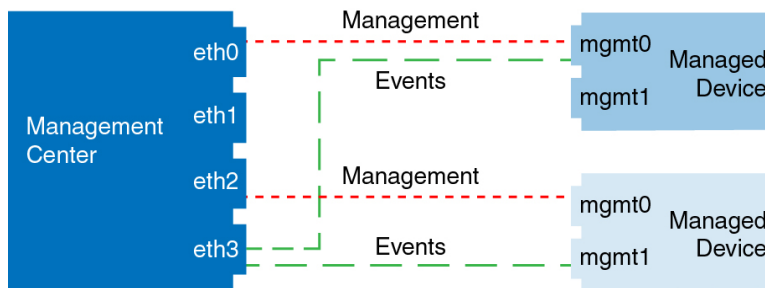 Management
eth0
mgmt0
Managed
Device
Events
mgmt1
eth1
Management
Center
eth2
Management
mgmt0
Managed
Device
eth3
Events
mgmt1